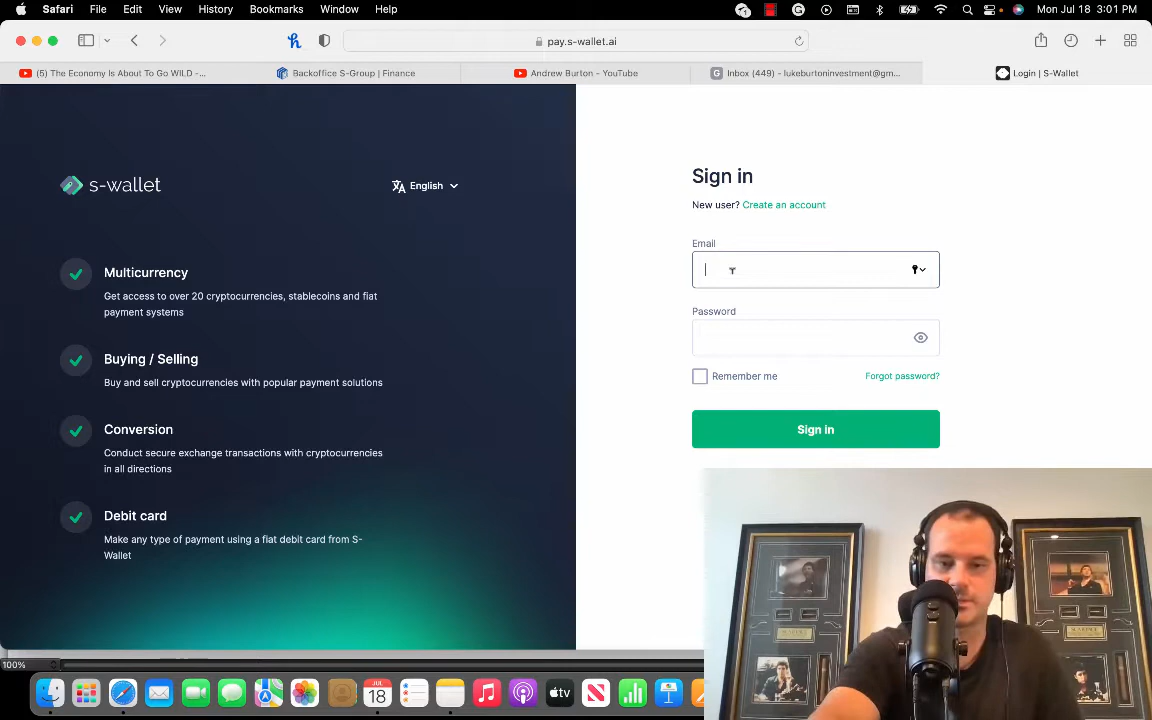 Safari File Edit View History Bookmarks Window Help Mon Jul 18 3:01 PM
pay.s-wallet.ai
(5) The Economy Is About To Go WILD -...
Backoffice S-Group | Finance
Andrew Burton - YouTube
Inbox (449) - lukeburtoninvestment@gm...
Login | S-Wallet
s-wallet
English
Multicurrency
Get access to over 20 cryptocurrencies, stablecoins and fiat
payment systems
Buying / Selling
Buy and sell cryptocurrencies with popular payment solutions
Conversion
Conduct secure exchange transactions with cryptocurrencies
in all directions
Debit card
Make any type of payment using a fiat debit card from S-
Wallet
Sign in
New user? Create an account
Email
Password
Remember me
Forgot password?
Sign in
100%
JUL
18
tv